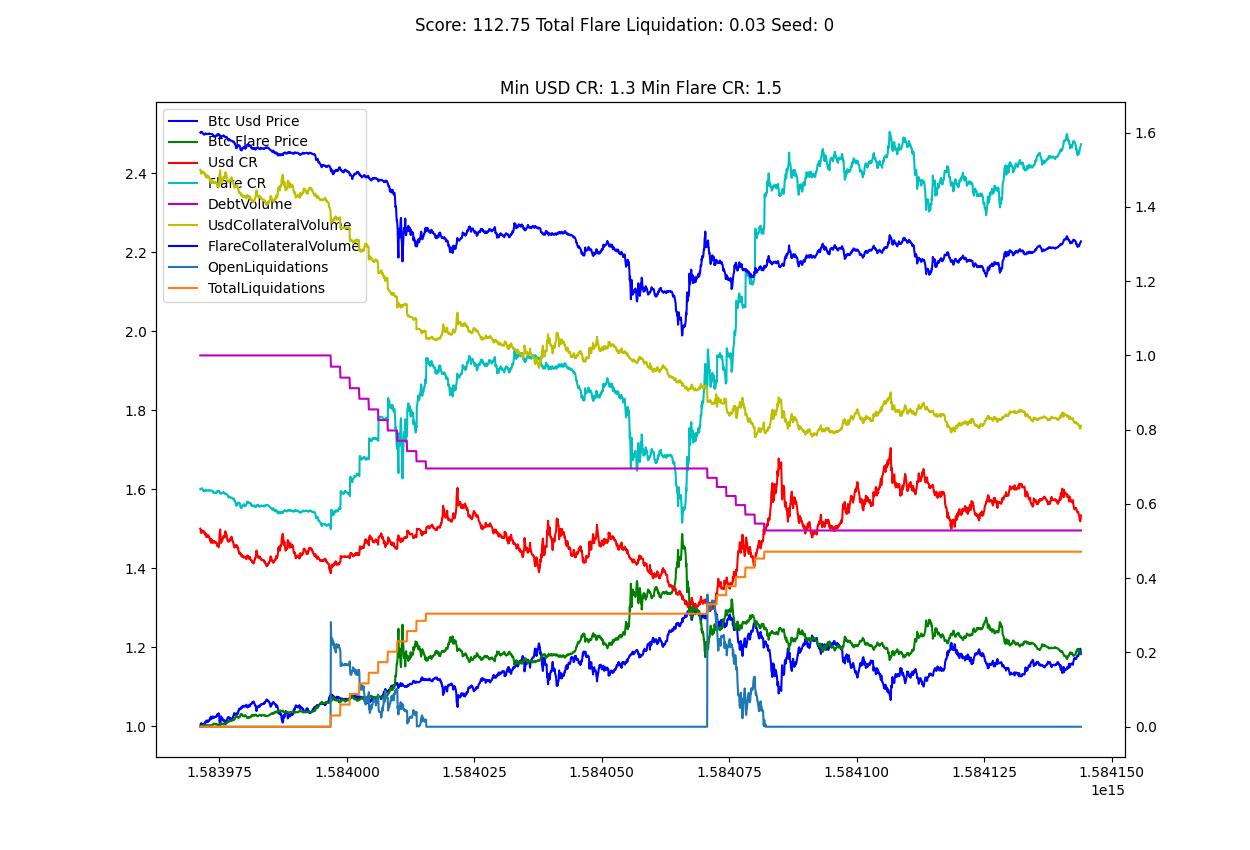 Score: 112.75 Total Flare Liquidation: 0.03 Seed: 0
Min USD CR: 1.3 Min Flare CR: 1.5
Btc Usd Price
Btc Flare Price
Usd CR
Flare CR
DebtVolume
UsdCollateralVolume
FlareCollateralVolume
OpenLiquidations
TotalLiquidations
2.4
2.2
2.0
1.8
1.6
1.4
1.2
1.0
1.6
1.4
1.2
1.0
0.8
0.6
0.4
0.2
0.0
1.583975 1.584000 1.584025 1.584050 1.584075 1.584100 1.584125 1.584150
1e15